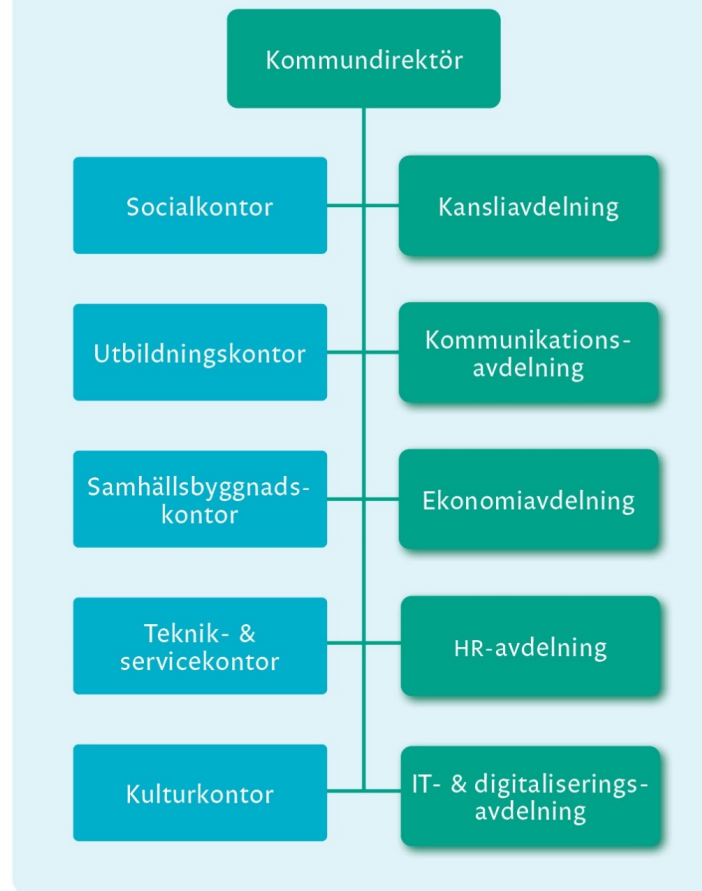 Kommundirektör
Socialkontor
Kansliavdelning
Utbildningskontor
Kommunikations-
avdelning
Samhällsbyggnads-
kontor
Ekonomiavdelning
Teknik- &
servicekontor
HR-avdelning
Kulturkontor
IT- & digitaliserings-
avdelning